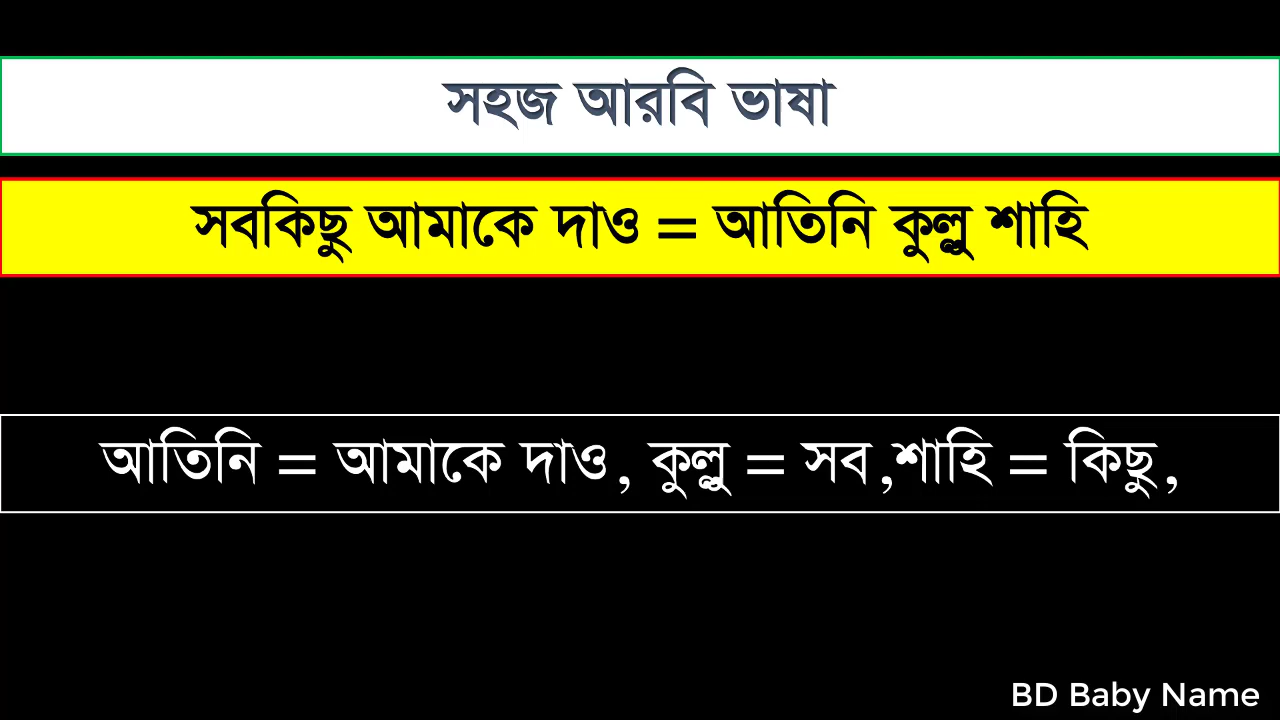 সহজ আরবি ভাষা
সবকিছু আমাকে দাও = আতিনি কুল্লু শাহি
আতিনি = আমাকে দাও, কুল্লু = সব,শাহি = কিছু,
BD Baby Name